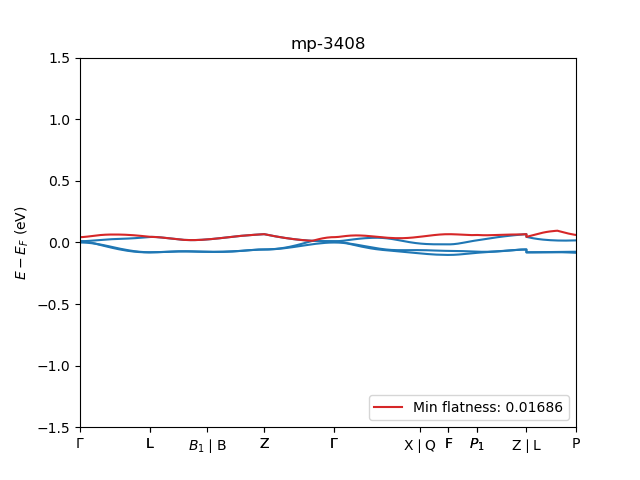 mp-3408
E − E_F (eV)
1.5
1.0
0.5
0.0
−0.5
−1.0
−1.5
Min flatness: 0.01686
Γ L B₁ | B Z Γ X | Q F P₁ Z | L P